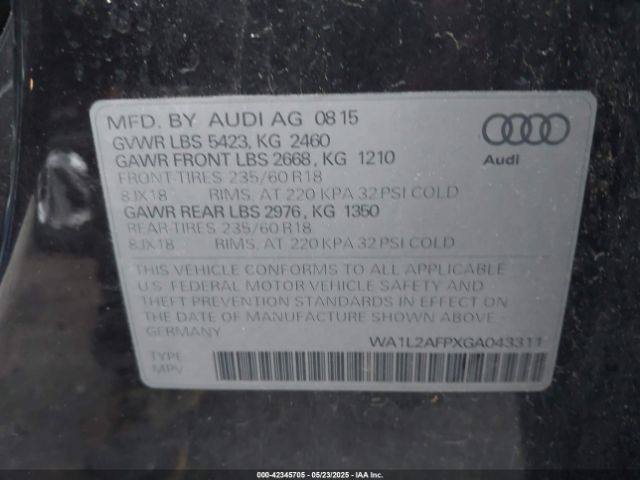 MFD. BY AUDI AG 08 15
GVWR LBS 5423, KG 2460
GAWR FRONT LBS 2668, KG 1210
FRONT-TIRES 235/60 R18
8JX18 RIMS, AT 220 KPA 32 PSI COLD
GAWR REAR LBS 2976, KG 1350
REAR-TIRES 235/60 R18
8JX18 RIMS, AT 220 KPA 32 PSI COLD
Audi
THIS VEHICLE CONFORMS TO ALL APPLICABLE
U.S. FEDERAL MOTOR VEHICLE SAFETY AND
THEFT PREVENTION STANDARDS IN EFFECT
ON THE DATE OF MANUFACTURE SHOWN
ABOVE. MADE IN GERMANY
WA1L2AFPXGA043311
TYPE:
MPV
000-42345705 - 05/23/2025 - IAA, Inc.